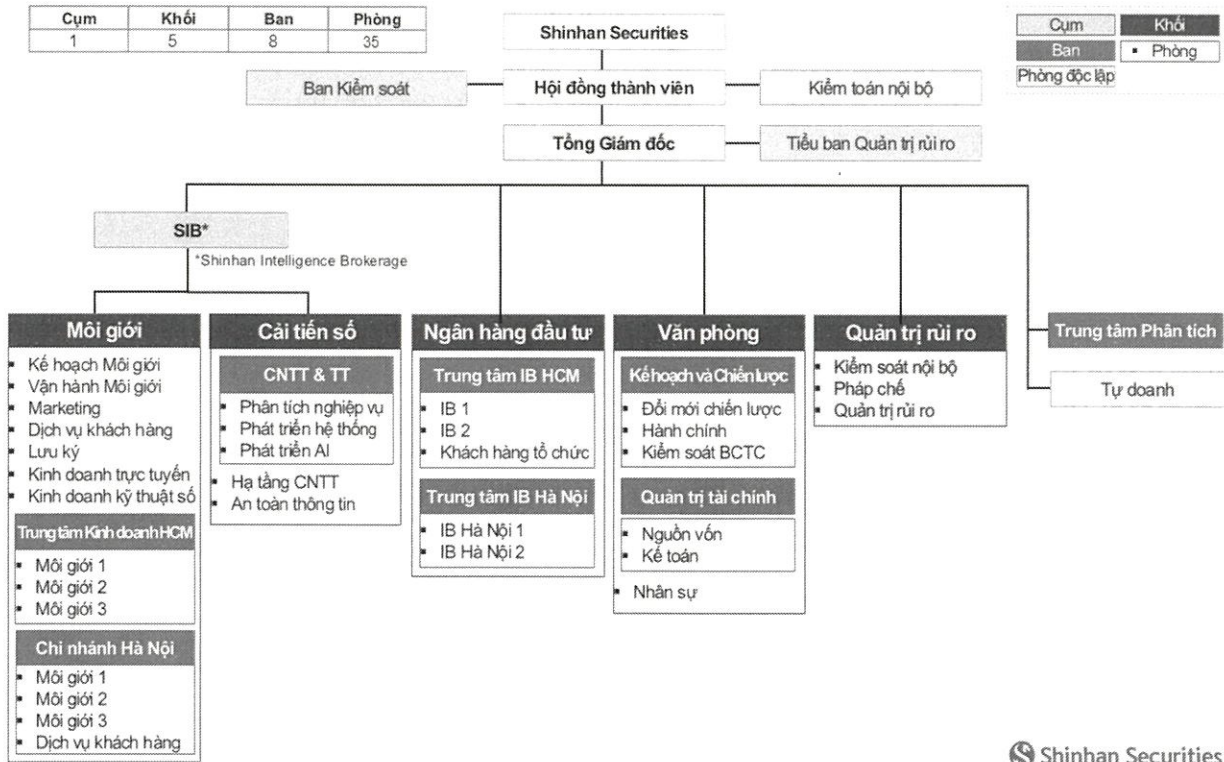 Cụm Khối Ban Phòng
1 5 8 35
Cụm Khối
Ban ▪ Phòng
Phòng độc lập
Shinhan Securities
Ban Kiểm soát Hội đồng thành viên Kiểm toán nội bộ
Tổng Giám đốc Tiểu ban Quản trị rủi ro
SIB*
*Shinhan Intelligence Brokerage
Môi giới
▪ Kế hoạch Môi giới
▪ Vận hành Môi giới
▪ Marketing
▪ Dịch vụ khách hàng
▪ Lưu ký
▪ Kinh doanh trực tuyến
▪ Kinh doanh kỹ thuật số
Trung tâm Kinh doanh HCM
▪ Môi giới 1
▪ Môi giới 2
▪ Môi giới 3
Chi nhánh Hà Nội
▪ Môi giới 1
▪ Môi giới 2
▪ Môi giới 3
▪ Dịch vụ khách hàng
Cải tiến số
CNTT & TT
▪ Phân tích nghiệp vụ
▪ Phát triển hệ thống
▪ Phát triển AI
▪ Hạ tầng CNTT
▪ An toàn thông tin
Ngân hàng đầu tư
Trung tâm IB HCM
▪ IB 1
▪ IB 2
▪ Khách hàng tổ chức
Trung tâm IB Hà Nội
▪ IB Hà Nội 1
▪ IB Hà Nội 2
Văn phòng
Kế hoạch và Chiến lược
▪ Đổi mới chiến lược
▪ Hành chính
▪ Kiểm soát BCTC
Quản trị tài chính
▪ Nguồn vốn
▪ Kế toán
▪ Nhân sự
Quản trị rủi ro
▪ Kiểm soát nội bộ
▪ Pháp chế
▪ Quản trị rủi ro
Trung tâm Phân tích
Tự doanh
Shinhan Securities